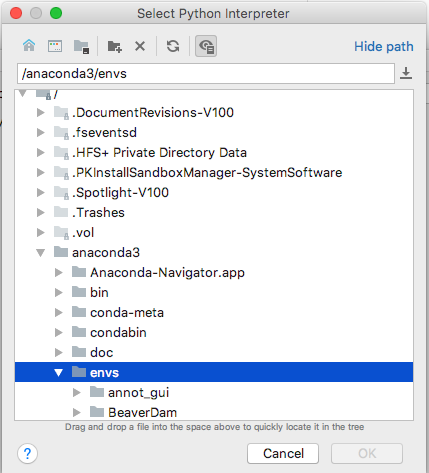 Select Python Interpreter
Hide path
/anaconda3/envs
/
.DocumentRevisions-V100
.fseventsd
.HFS+ Private Directory Data
.PKInstallSandboxManager-SystemSoftware
.Spotlight-V100
.Trashes
.vol
anaconda3
Anaconda-Navigator.app
bin
conda-meta
condabin
doc
envs
annot_gui
BeaverDam
Drag and drop a file into the space above to quickly locate it in the tree
? Cancel OK